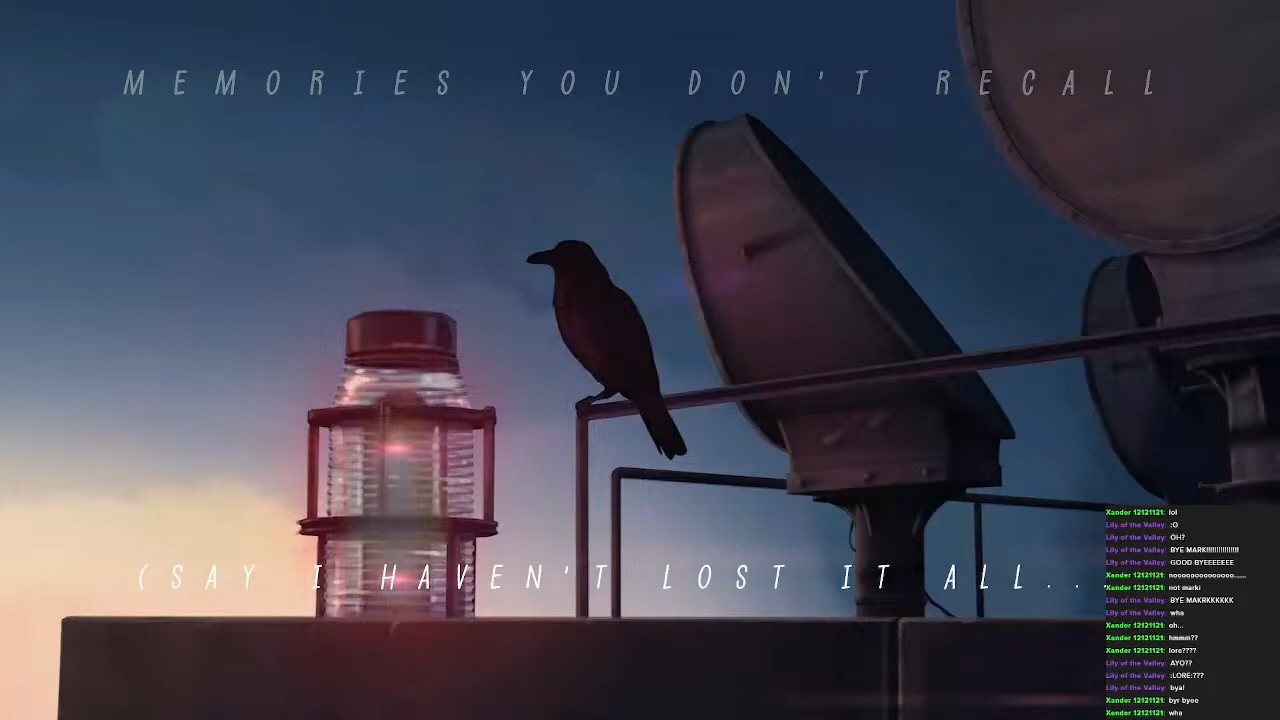 MEMORIES YOU DON'T RECALL
(SAY I HAVEN'T LOST IT ALL..
Xander 12121121: lol
Lily of the Valley: :O
Lily of the Valley: OH?
Lily of the Valley: BYE MARK!!!!!!!!!!!!!!!
Lily of the Valley: GOOD BYEEEEEEE
Xander 12121121: noooooooooooooo.......
Xander 12121121: not marki
Lily of the Valley: BYE MAKRKKKKKK
Lily of the Valley: wha
Xander 12121121: oh...
Xander 12121121: hmmm??
Xander 12121121: lore????
Lily of the Valley: AYO??
Lily of the Valley: :LORE:???
Lily of the Valley: bya!
Xander 12121121: byr byeo
Xander 12121121: wha